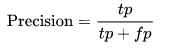 Precision = tp / (tp + fp)